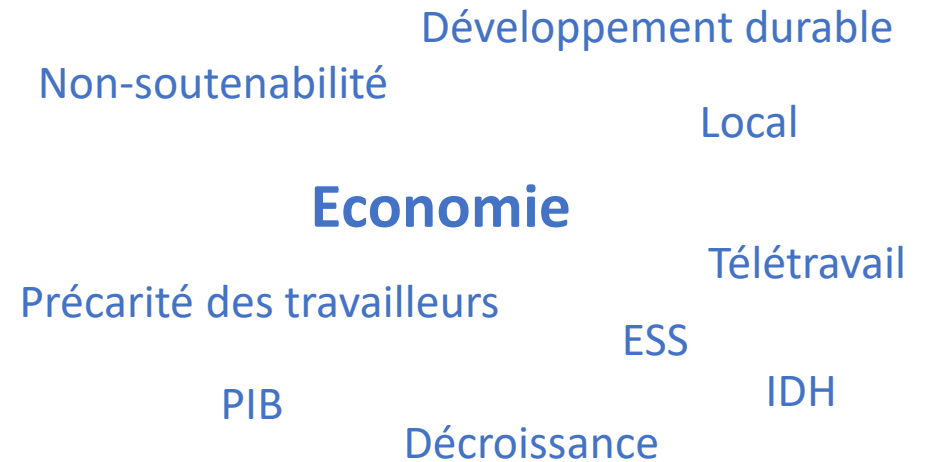 Développement durable
Non-soutenabilité
Local
Economie
Télétravail
Précarité des travailleurs
ESS
IDH
PIB
Décroissance